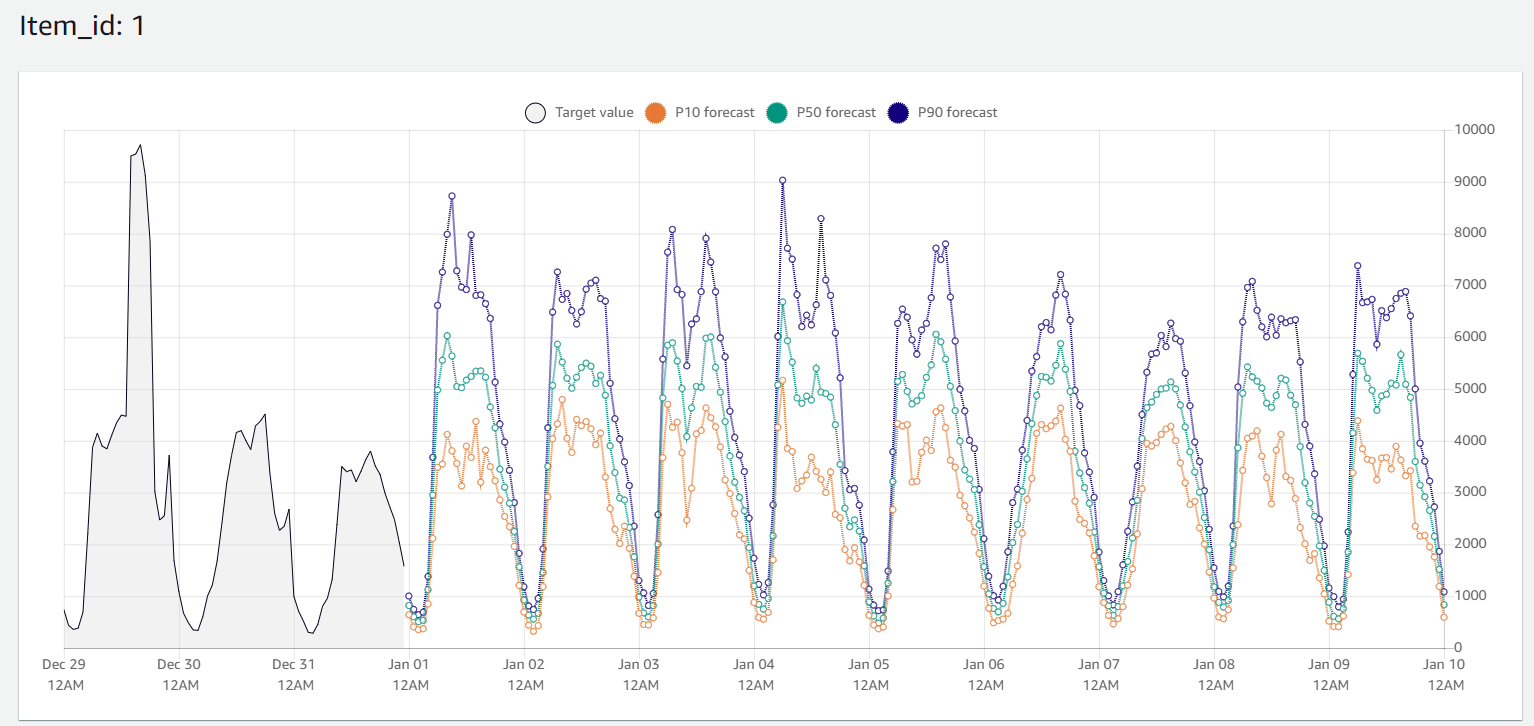 Item_id: 1
Target value P10 forecast P50 forecast P90 forecast
10000
9000
8000
7000
6000
5000
4000
3000
2000
1000
0
Dec 29 Dec 30 Dec 31 Jan 01 Jan 02 Jan 03 Jan 04 Jan 05 Jan 06 Jan 07 Jan 08 Jan 09 Jan 10
12AM 12AM 12AM 12AM 12AM 12AM 12AM 12AM 12AM 12AM 12AM 12AM 12AM